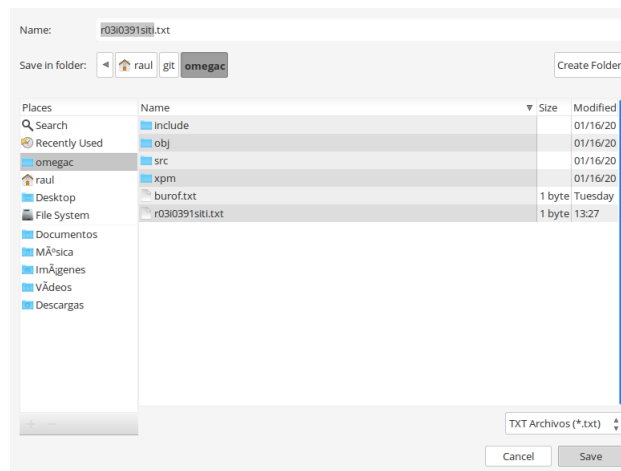 Name: r03i0391siti.txt
Save in folder: raul git omegac Create Folder
Places Name Size Modified
Search include 01/16/20
Recently Used obj 01/16/20
omegac src 01/16/20
raul xpm 01/16/20
Desktop burof.txt 1 byte Tuesday
File System r03i0391siti.txt 1 byte 13:27
Documentos
MÃºsica
ImÃ¡genes
VÃ­deos
Descargas
TXT Archivos (*.txt)
Cancel Save